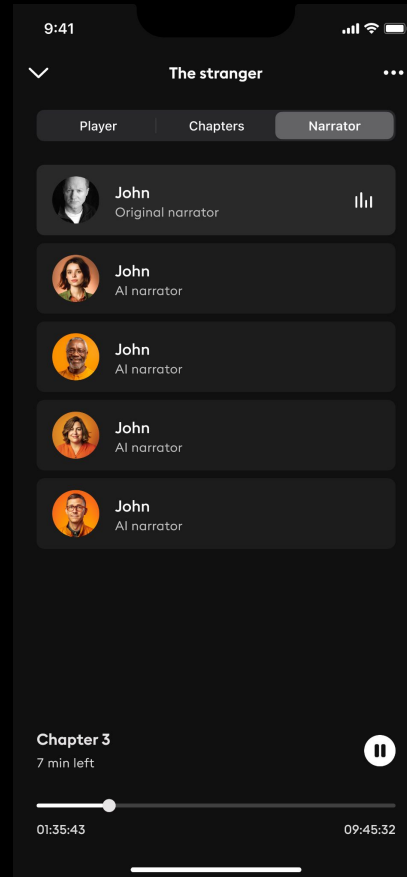 9:41
The stranger
Player Chapters Narrator
John
Original narrator
John
AI narrator
John
AI narrator
John
AI narrator
John
AI narrator
Chapter 3
7 min left
01:35:43 09:45:32